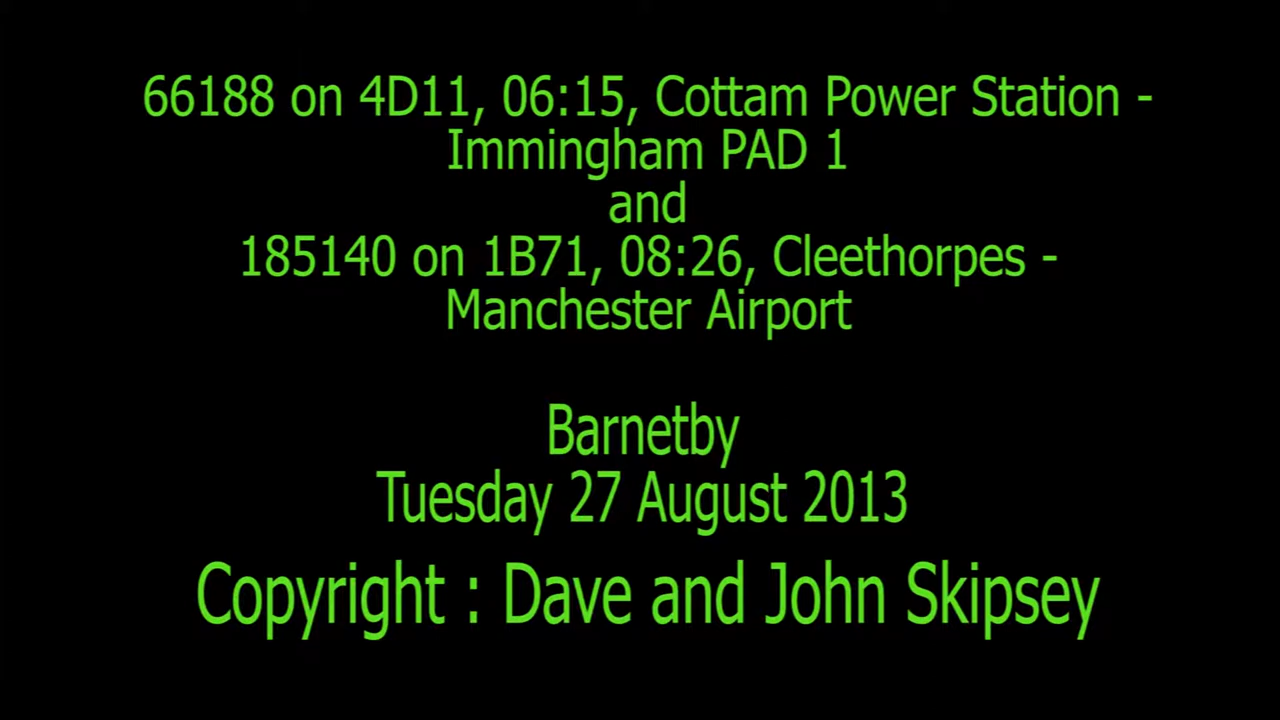 66188 on 4D11, 06:15, Cottam Power Station -
Immingham PAD 1
and
185140 on 1B71, 08:26, Cleethorpes -
Manchester Airport
Barnetby
Tuesday 27 August 2013
Copyright : Dave and John Skipsey